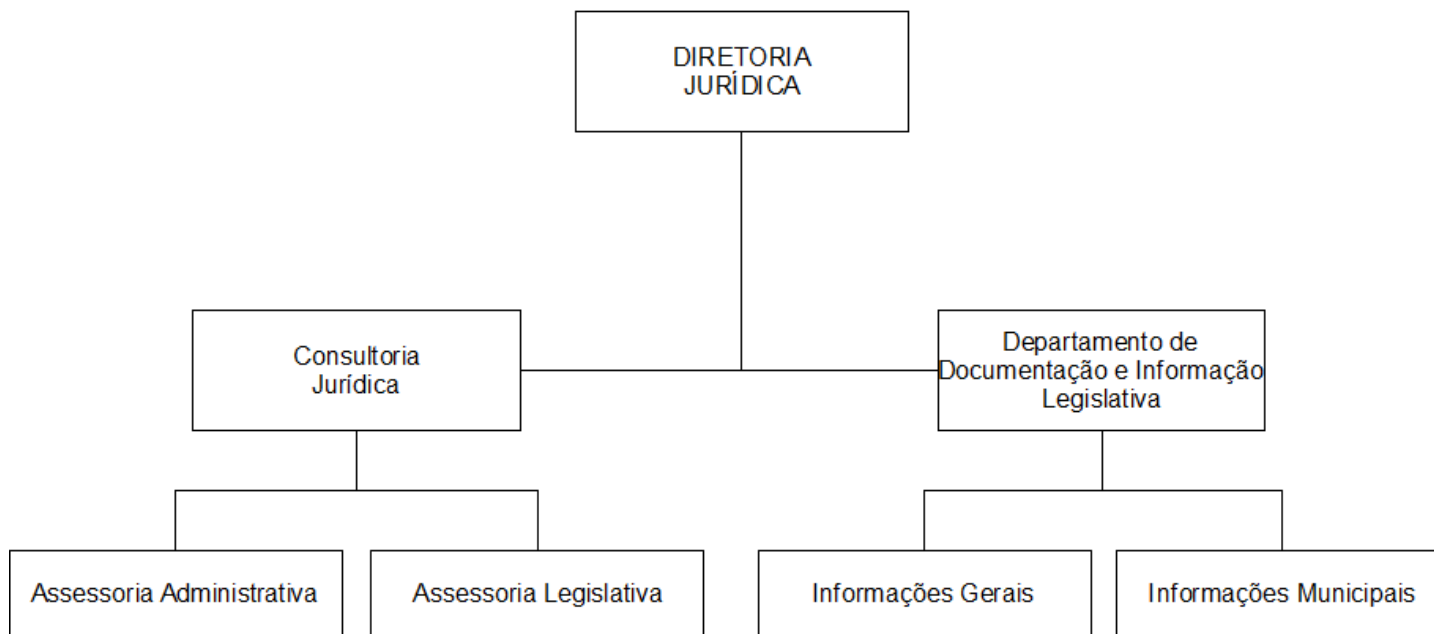 DIRETORIA
JURÍDICA
Consultoria
Jurídica
Departamento de
Documentação e Informação
Legislativa
Assessoria Administrativa
Assessoria Legislativa
Informações Gerais
Informações Municipais